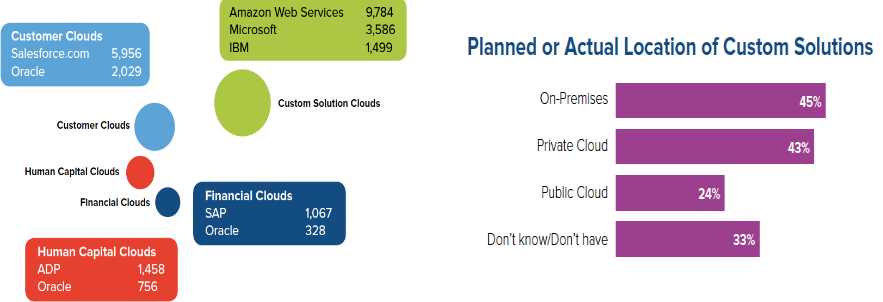 Amazon Web Services 9,784
Microsoft 3,586
IBM 1,499
Customer Clouds
Salesforce.com 5,956
Oracle 2,029
Custom Solution Clouds
Customer Clouds
Human Capital Clouds
Financial Clouds
Financial Clouds
SAP 1,067
Oracle 328
Human Capital Clouds
ADP 1,458
Oracle 756
Planned or Actual Location of Custom Solutions
On-Premises 45%
Private Cloud 43%
Public Cloud 24%
Don't know/Don't have 33%